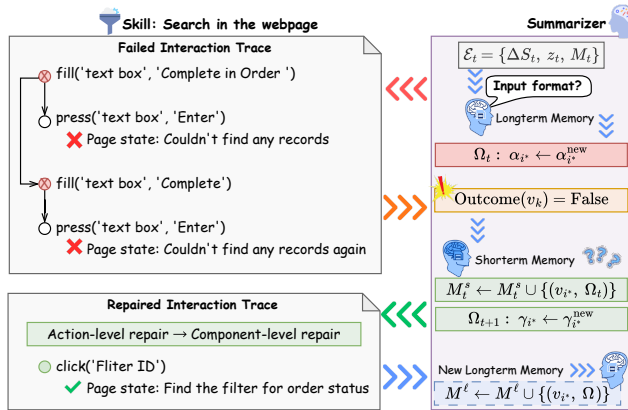 Skill: Search in the webpage
Failed Interaction Trace
fill('text box', 'Complete in Order ')
press('text box', 'Enter')
Page state: Couldn't find any records
fill('text box', 'Complete')
press('text box', 'Enter')
Page state: Couldn't find any records again
Repaired Interaction Trace
Action-level repair → Component-level repair
click('Fliter ID')
Page state: Find the filter for order status
Summarizer
ℰ_t = {ΔS_t, z_t, M_t}
Input format?
Longterm Memory
Ω_t : α_{i*} ← α_{i*}^{new}
Outcome(v_k) = False
Shorterm Memory
M_t^s ← M_t^s ∪ {(v_{i*}, Ω_t)}
Ω_{t+1} : γ_{i*} ← γ_{i*}^{new}
New Longterm Memory
M^ℓ ← M^ℓ ∪ {(v_{i*}, Ω)}